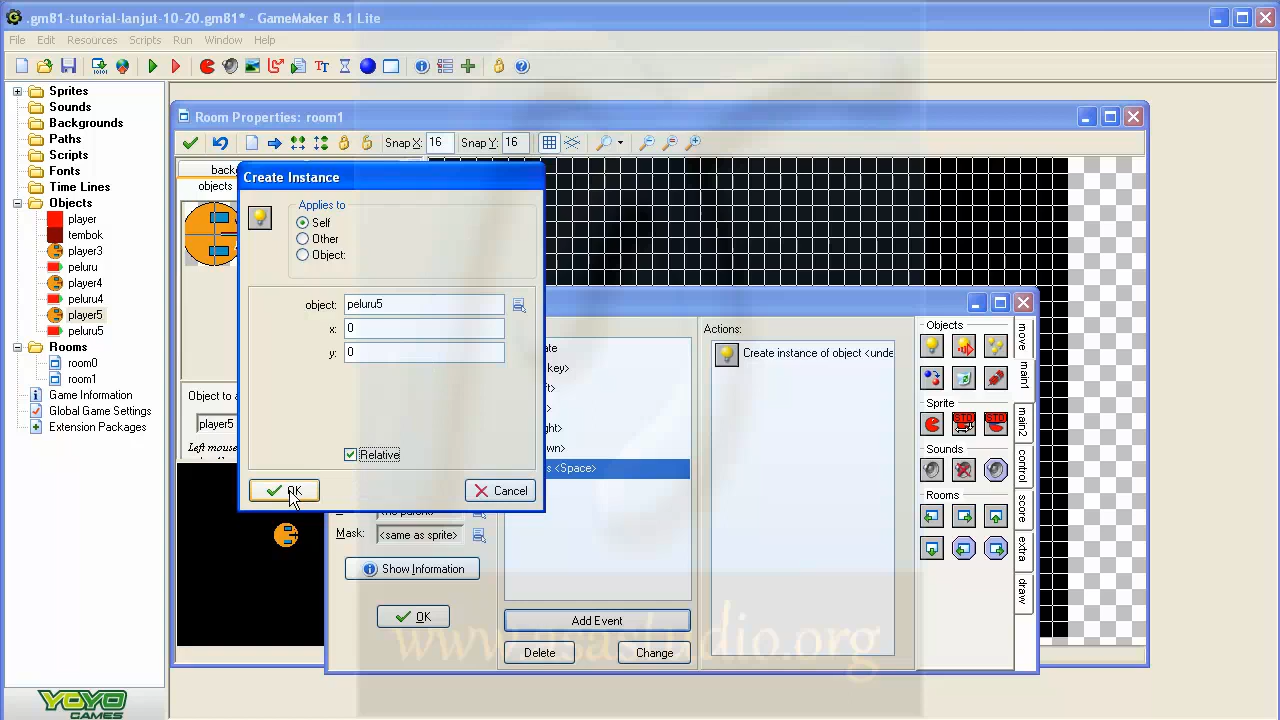 .gm81-tutorial-lanjut-10-20.gm81* - GameMaker 8.1 Lite
File Edit Resources Scripts Run Window Help
Sprites
Sounds
Backgrounds
Paths
Scripts
Fonts
Time Lines
Objects
player
tembok
player3
peluru
player4
peluru4
player5
peluru5
Rooms
room0
room1
Game Information
Global Game Settings
Extension Packages
YOYO
GAMES
Room Properties: room1
Snap X: 16 Snap Y: 16
objects
Object to a
player5
Left mouse
Create Instance
Applies to
Self
Other
Object:
object: peluru5
x: 0
y: 0
Relative
OK Cancel
Mask: <same as sprite>
Show Information
OK
<Space>
Add Event
Delete Change
Actions:
Create instance of object <unde
Objects
Sprite
Sounds
Rooms
move
main1
main2
control
score
extra
draw